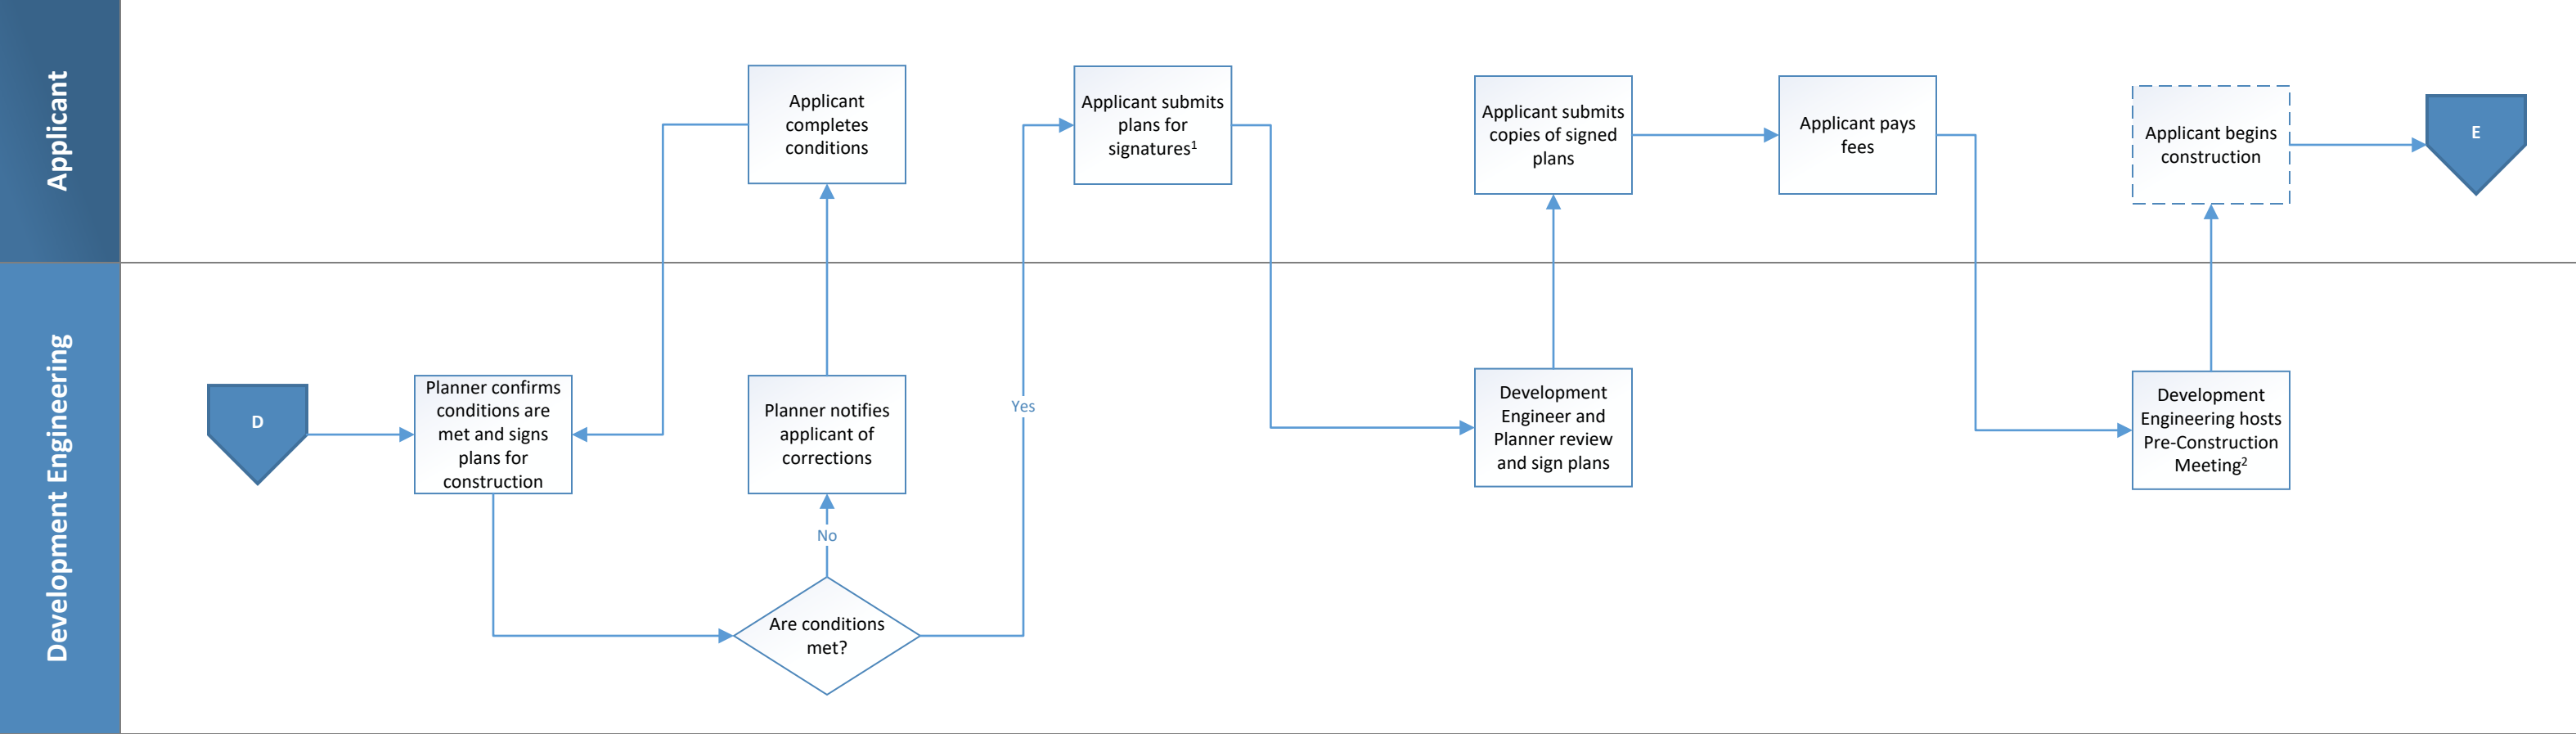 Applicant
Applicant
completes
conditions
Applicant submits
plans for
signatures¹
Applicant submits
copies of signed
plans
Applicant pays
fees
Applicant begins
construction
E
Development Engineering
D
Planner confirms
conditions are
met and signs
plans for
construction
Planner notifies
applicant of
corrections
Yes
Development
Engineer and
Planner review
and sign plans
Development
Engineering hosts
Pre-Construction
Meeting²
No
Are conditions
met?